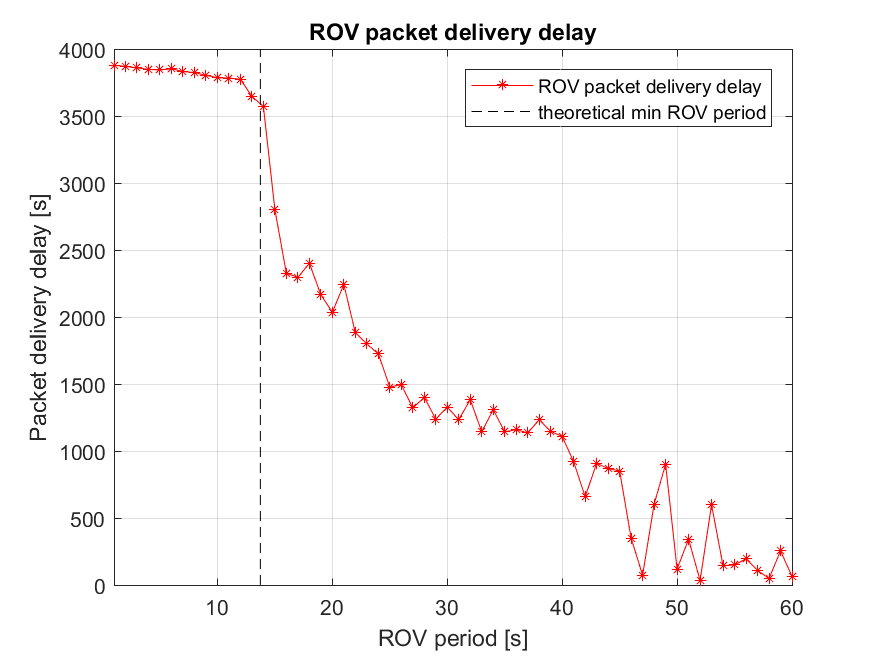 ROV packet delivery delay
4000
3500
3000
2500
2000
1500
1000
500
0
Packet delivery delay [s]
ROV packet delivery delay
theoretical min ROV period
10 20 30 40 50 60
ROV period [s]